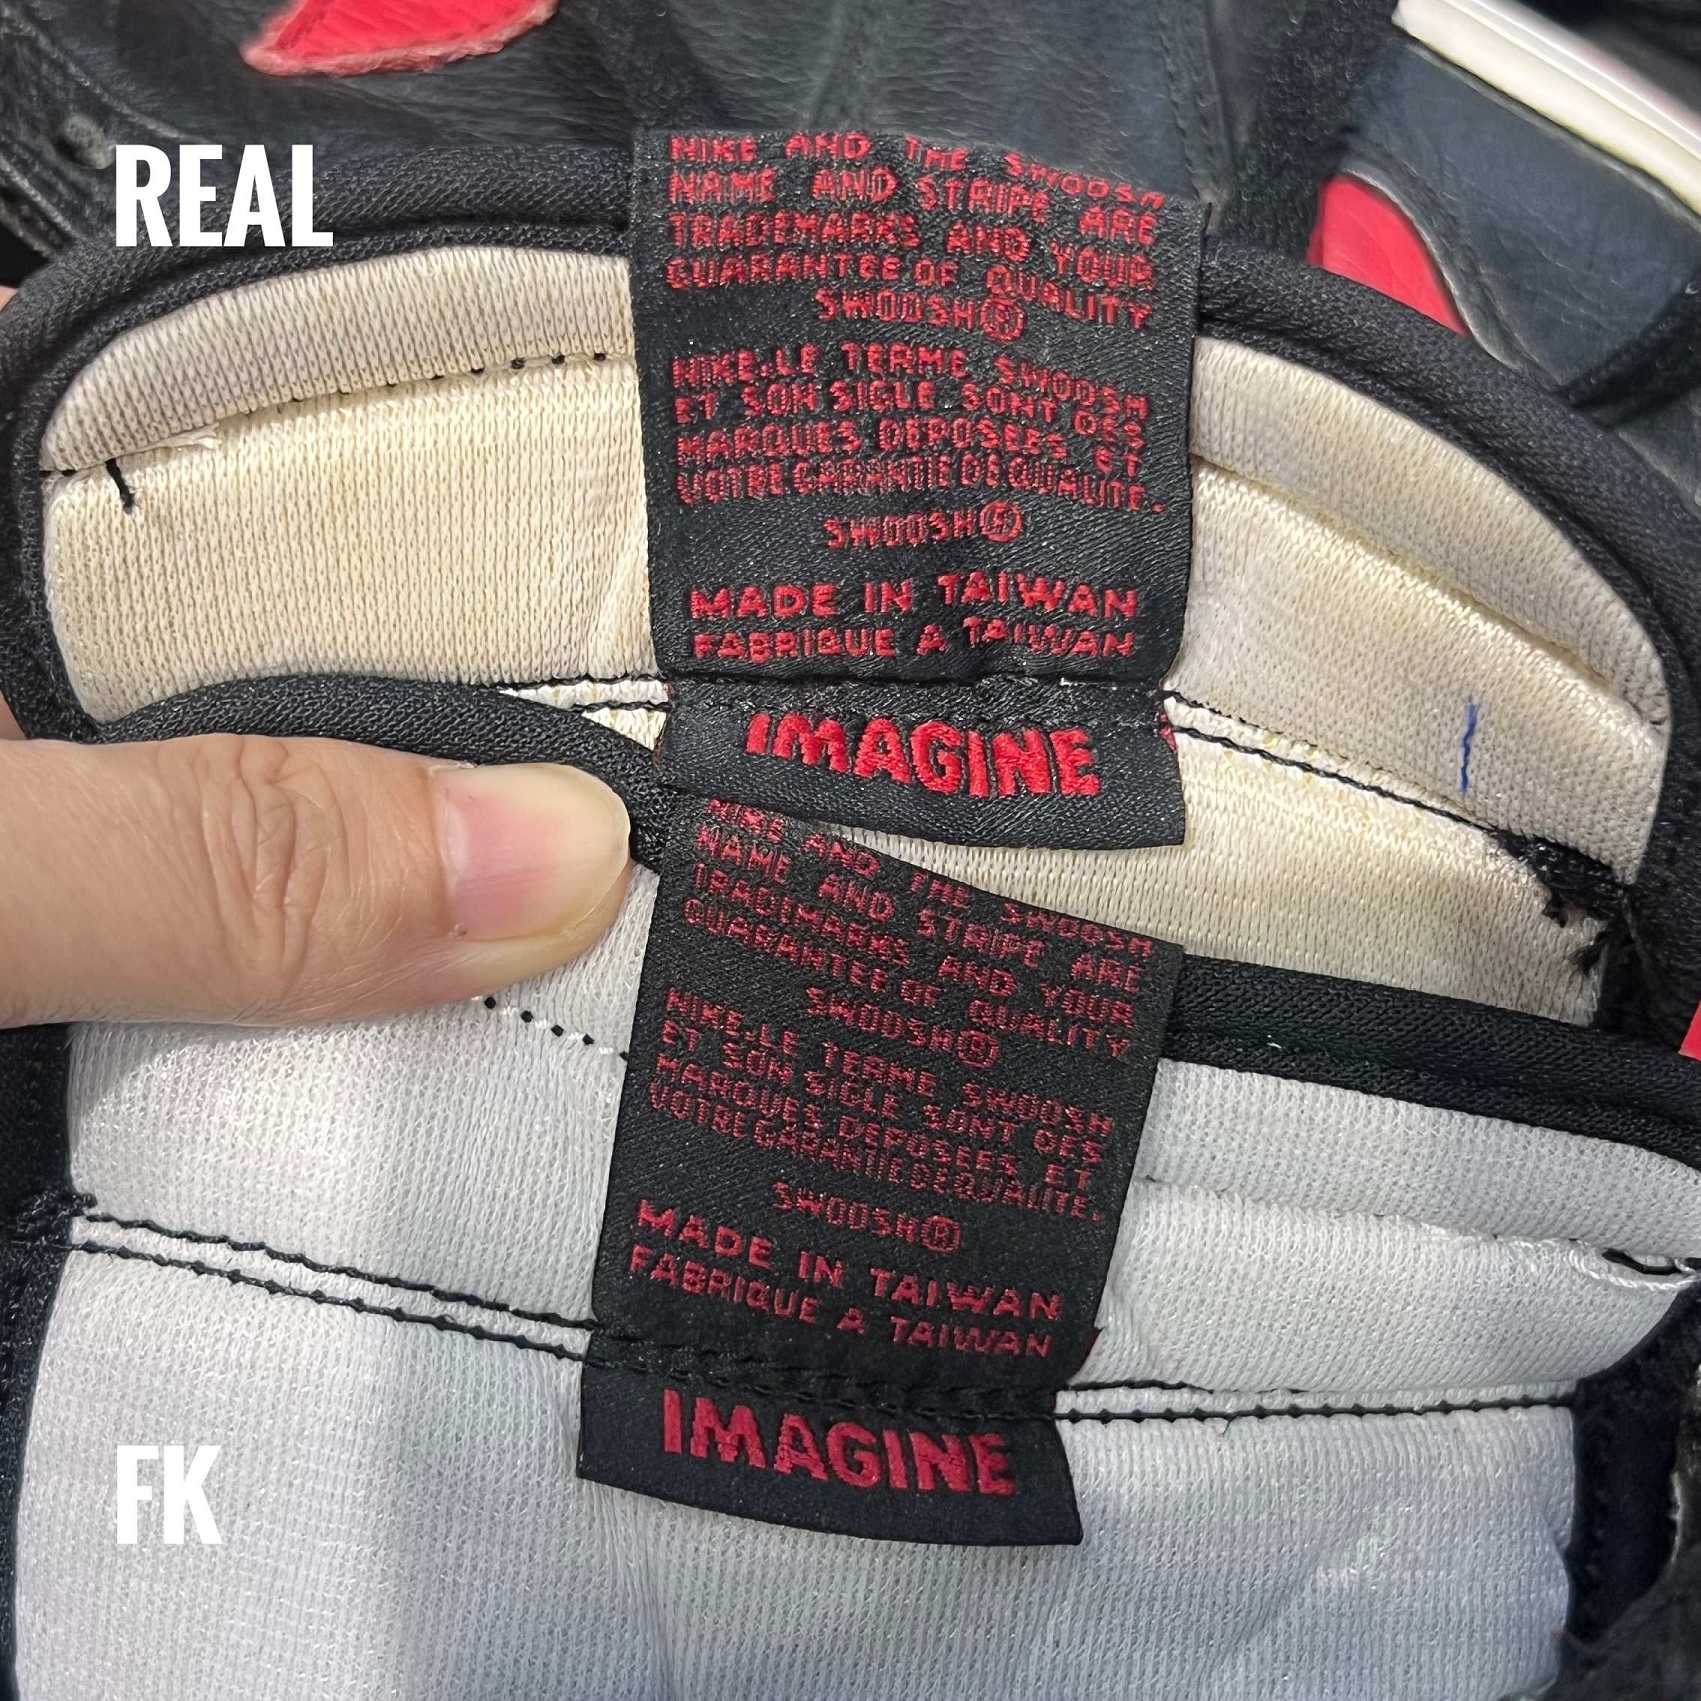 REAL
NIKE AND THE SWOOSH
NAME AND STRIPE ARE
TRADEMARKS AND YOUR
GUARANTEE OF QUALITY
SWOOSH®
NIKE.LE TERME SWOOSH
ET SON SIGLE SONT DES
MARQUES DEPOSEES ET
VOTRE GARANTIE DE QUALITE.
SWOOSH®
MADE IN TAIWAN
FABRIQUE A TAIWAN
IMAGINE
NIKE AND THE SWOOSH
NAME AND STRIPE ARE
TRADEMARKS AND YOUR
GUARANTEE OF QUALITY
SWOOSH®
NIKE.LE TERME SWOOSH
ET SON SIGLE SONT DES
MARQUES DEPOSEES ET
VOTRE GARANTIE DE QUALITE.
SWOOSH®
MADE IN TAIWAN
FABRIQUE A TAIWAN
IMAGINE
FK